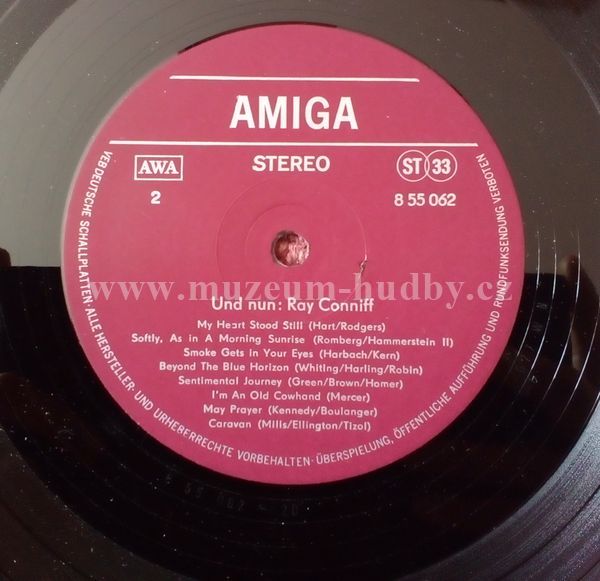 AMIGA
AWA
STEREO
ST 33
2
8 55 062
www.muzeum-hudby.cz
Und nun: Ray Conniff
My Heart Stood Still (Hart/Rodgers)
Softly, As in A Morning Sunrise (Romberg/Hammerstein II)
Smoke Gets in Your Eyes (Harbach/Kern)
Beyond The Blue Horizon (Whiting/Harling/Robin)
Sentimental Journey (Green/Brown/Homer)
I'm An Old Cowhand (Mercer)
May Prayer (Kennedy/Boulanger)
Caravan (Mills/Ellington/Tizol)
VEB DEUTSCHE SCHALLPLATTEN · ALLE HERSTELLER- UND URHEBERRECHTE VORBEHALTEN · ÜBERSPIELUNG, ÖFFENTLICHE AUFFÜHRUNG UND RUNDFUNKSENDUNG VERBOTEN